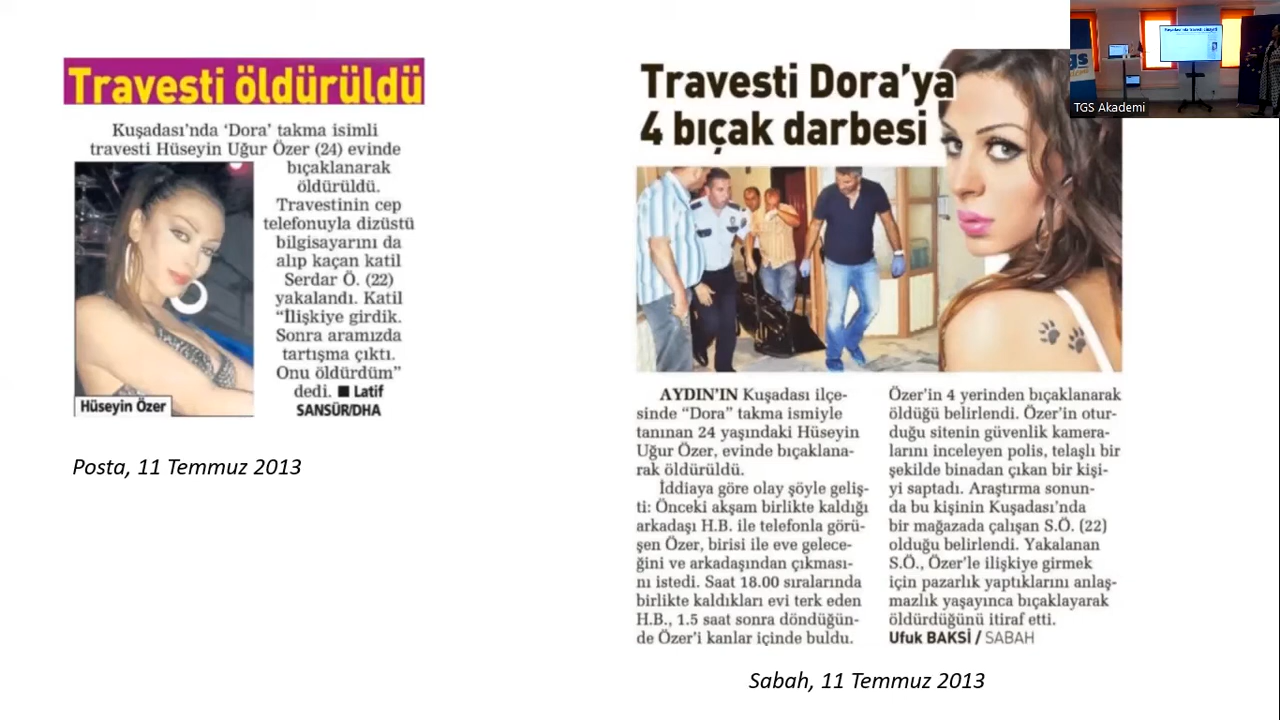 Travesti öldürüldü
Kuşadası'nda 'Dora' takma isimli
travesti Hüseyin Uğur Özer (24) evinde
bıçaklanarak
öldürüldü.
Travestinin cep
telefonuyla dizüstü
bilgisayarını da
alıp kaçan katil
Serdar Ö. (22)
yakalandı. Katil
“İlişkiye girdik.
Sonra aramızda
tartışma çıktı.
Onu öldürdüm”
dedi. ■ Latif
SANSÜR/DHA
Hüseyin Özer
Posta, 11 Temmuz 2013
Travesti Dora'ya
4 bıçak darbesi
AYDIN'IN Kuşadası ilçe-
sinde “Dora” takma ismiyle
tanınan 24 yaşındaki Hüseyin
Uğur Özer, evinde bıçaklana-
rak öldürüldü.
İddiaya göre olay şöyle geliş-
ti: Önceki akşam birlikte kaldığı
arkadaşı H.B. ile telefonla görü-
şen Özer, birisi ile eve gelece-
ğini ve arkadaşından çıkması-
nı istedi. Saat 18.00 sıralarında
birlikte kaldıkları evi terk eden
H.B., 1.5 saat sonra döndüğün-
de Özer'i kanlar içinde buldu.
Özer'in 4 yerinden bıçaklanarak
öldüğü belirlendi. Özer'in otur-
duğu sitenin güvenlik kamera-
larını inceleyen polis, telaşlı bir
şekilde binadan çıkan bir kişi-
yi saptadı. Araştırma sonun-
da bu kişinin Kuşadası'nda
bir mağazada çalışan S.Ö. (22)
olduğu belirlendi. Yakalanan
S.Ö., Özer'le ilişkiye girmek
için pazarlık yaptıklarını anlaş-
mazlık yaşayınca bıçaklayarak
öldürdüğünü itiraf etti.
Ufuk BAKSİ / SABAH
Sabah, 11 Temmuz 2013
TGS Akademi